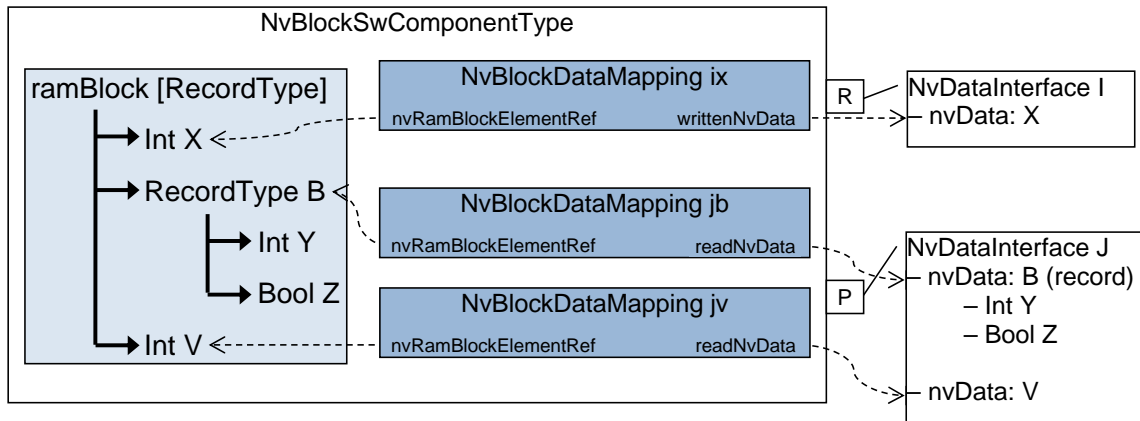 NvBlockSwComponentType
ramBlock [RecordType]
Int X
RecordType B
Int Y
Bool Z
Int V
NvBlockDataMapping ix
nvRamBlockElementRef writtenNvData
NvBlockDataMapping jb
nvRamBlockElementRef readNvData
NvBlockDataMapping jv
nvRamBlockElementRef readNvData
R
P
NvDataInterface I
– nvData: X
NvDataInterface J
– nvData: B (record)
– Int Y
– Bool Z
– nvData: V